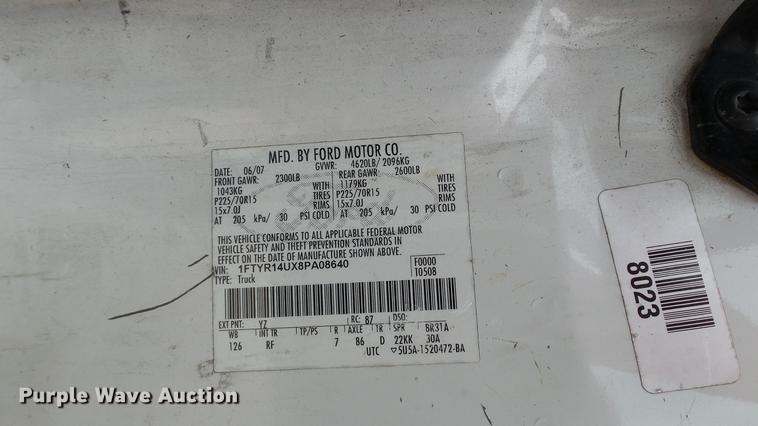 MFD. BY FORD MOTOR CO.
DATE: 06/07 GVWR: 4620LB/ 2096KG
FRONT GAWR: 2300LB REAR GAWR: 2600LB
1043KG WITH 1179KG WITH
P225/70R15 TIRES P225/70R15 TIRES
15x7.0J RIMS 15x7.0J RIMS
AT 205 kPa/ 30 PSI COLD AT 205 kPa/ 30 PSI COLD
THIS VEHICLE CONFORMS TO ALL APPLICABLE FEDERAL MOTOR
VEHICLE SAFETY AND THEFT PREVENTION STANDARDS IN
EFFECT ON THE DATE OF MANUFACTURE SHOWN ABOVE.
VIN: 1FTYR14UX8PA08640 F0000
TYPE: Truck T0508
EXT PNT: YZ RC: 87 DSO:
WB INT TR TP/PS R AXLE TR SPR BR31A
126 RF 7 86 D 22KK 30A
UTC ▽5U5A-1520472-BA
8023
Purple Wave Auction